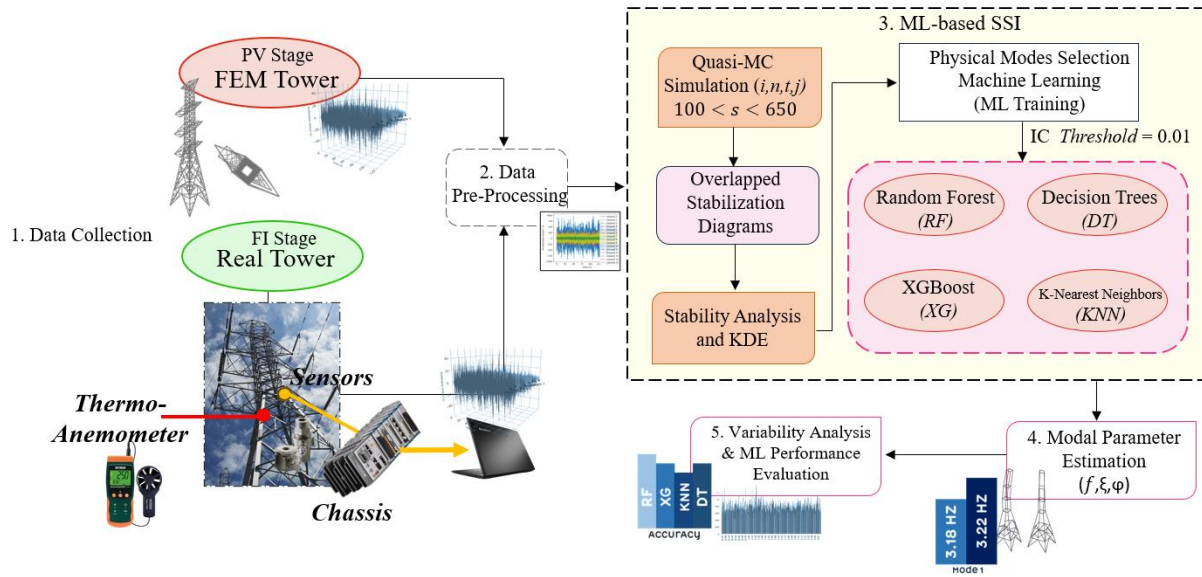 PV Stage
FEM Tower
1. Data Collection
FI Stage
Real Tower
Sensors
Thermo-
Anemometer
Chassis
2. Data
Pre-Processing
3. ML-based SSI
Quasi-MC
Simulation (i,n,t,j)
100 < s < 650
Overlapped
Stabilization
Diagrams
Stability Analysis
and KDE
Physical Modes Selection
Machine Learning
(ML Training)
IC Threshold = 0.01
Random Forest
(RF)
Decision Trees
(DT)
XGBoost
(XG)
K-Nearest Neighbors
(KNN)
4. Modal Parameter
Estimation
(f,ξ,φ)
3.18 HZ
3.22 HZ
Mode 1
5. Variability Analysis
& ML Performance
Evaluation
RF
XG
KNN
DT
ACCURACY